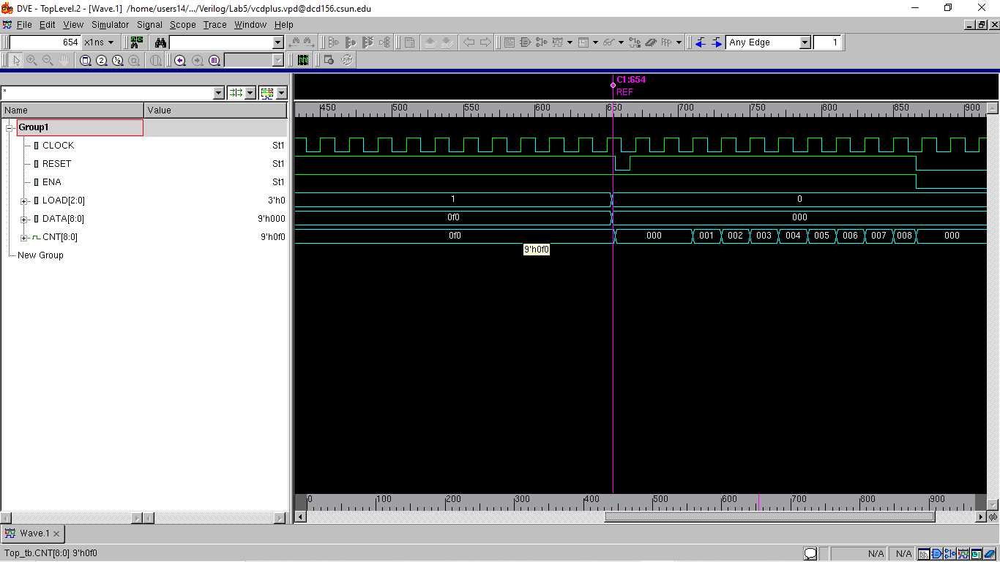 DVE - TopLevel.2 - [Wave.1] /home/users14/.../Verilog/Lab5/vcdplus.vpd@dcd156.csun.edu
File Edit View Simulator Signal Scope Trace Window Help
654 x1ns Any Edge 1
2 ½
C1:654
REF
*
Name Value
450 500 550 600 650 700 750 800 850 900
Group1
CLOCK St1
RESET St1
ENA St1
LOAD[2:0] 3'h0 1 0
DATA[8:0] 9'h000 0f0 000
CNT[8:0] 9'h0f0 0f0 000 001 002 003 004 005 006 007 008 000
9'h0f0
New Group
0 100 200 300 400 500 600 700 800 900
Wave.1
Top_tb.CNT[8:0] 9'h0f0 N/A N/A